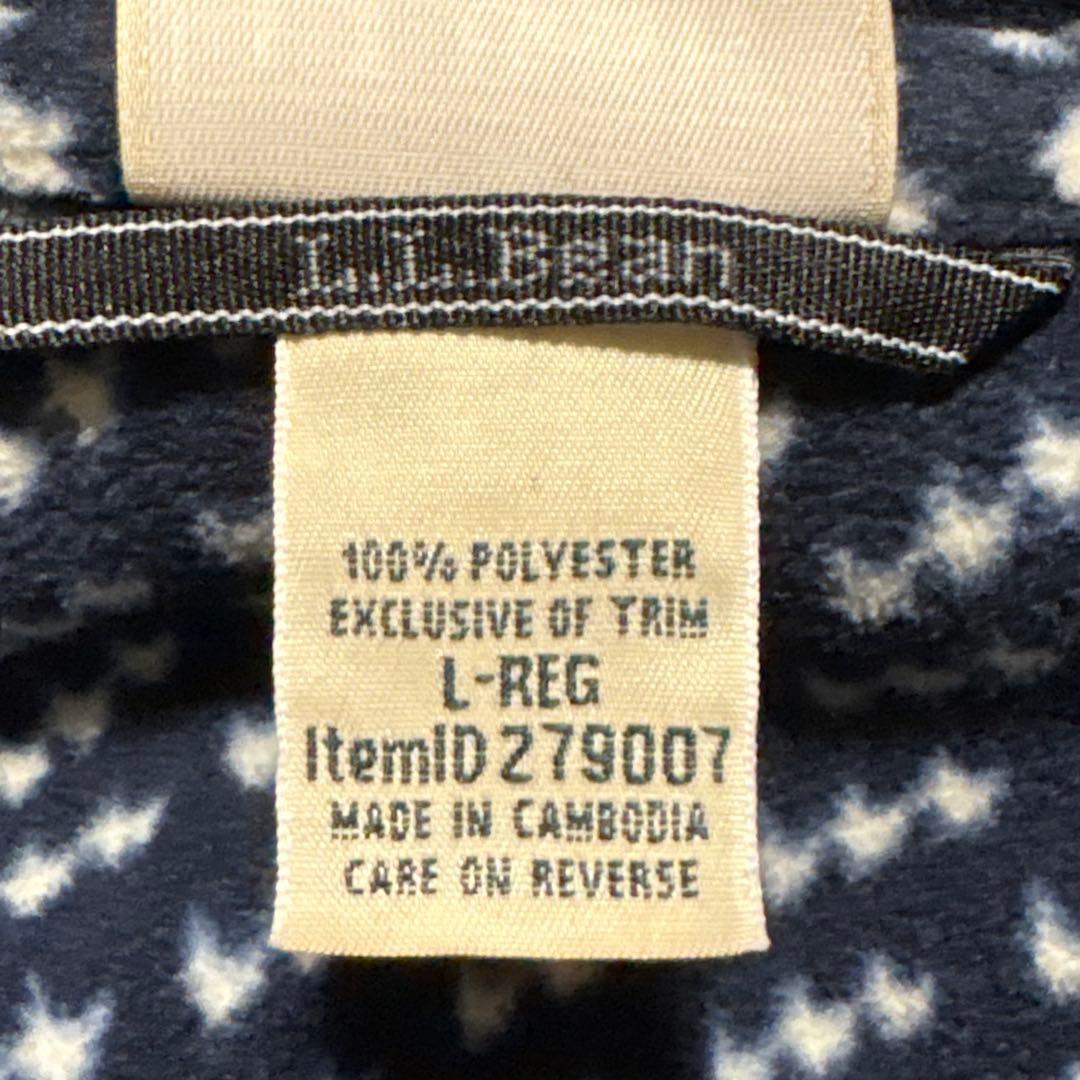 L.L.Bean
100% POLYESTER
EXCLUSIVE OF TRIM
L-REG
ItemID 279007
MADE IN CAMBODIA
CARE ON REVERSE